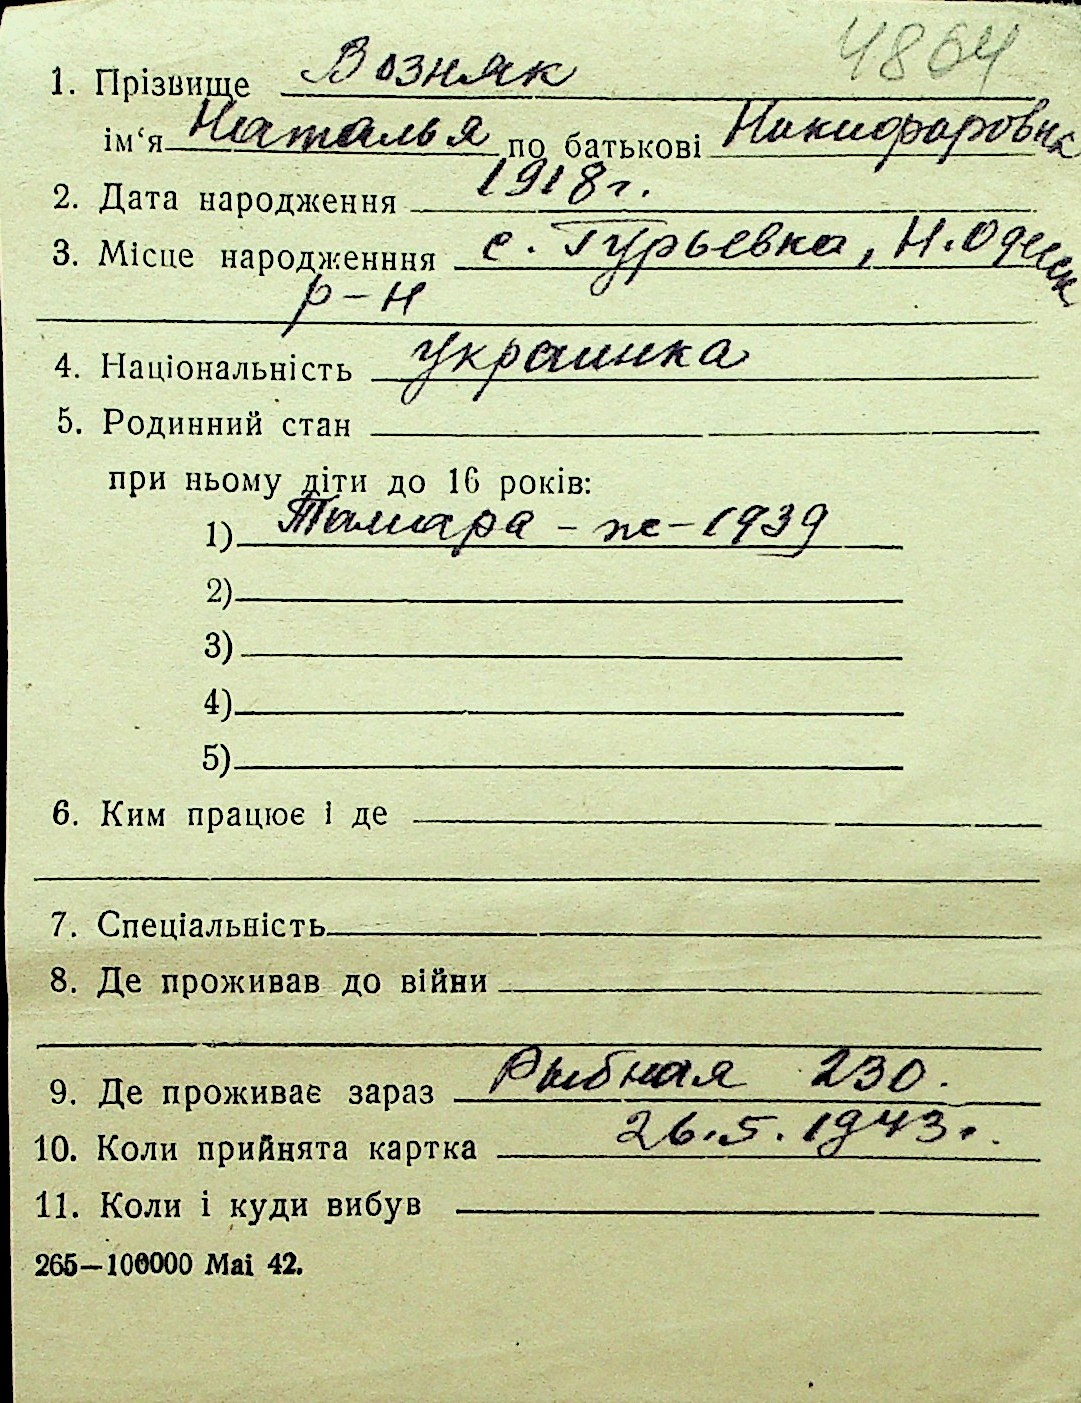 4864
1. Прізвище Возняк
ім‘я Наталья по батькові Никифоровна
2. Дата народження 1918 г.
3. Місце народженння с. Гурьевка, Н. Одесск
р-н
4. Національність украинка
5. Родинний стан
при ньому діти до 16 років:
1) Тамара - ж - 1939
2)
3)
4)
5)
6. Ким працює і де
7. Спеціальність
8. Де проживав до війни
9. Де проживає зараз Рыбная 230.
10. Коли прийнята картка 26.5.1943 г.
11. Коли і куди вибув
265—100000 Mai 42.